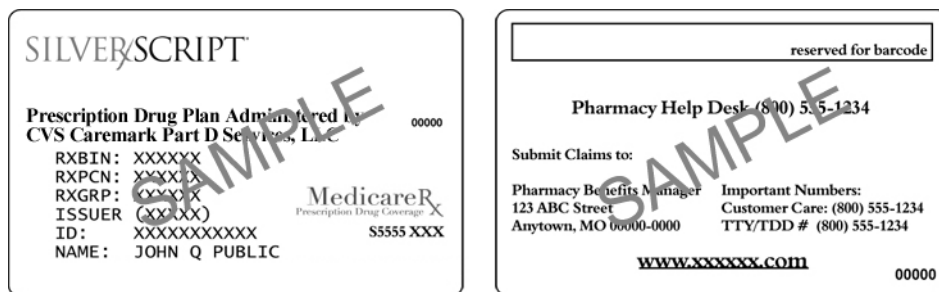 SILVERSCRIPT
SAMPLE
Prescription Drug Plan Administered by
CVS Caremark Part D Services, LLC
00000
RXBIN: XXXXXX
RXPCN: XXXXXX
RXGRP: XXXXXX
ISSUER (XXXXX)
ID: XXXXXXXXXXX
NAME: JOHN Q PUBLIC
MedicareRx
Prescription Drug Coverage
S5555 XXX
reserved for barcode
Pharmacy Help Desk (800) 555-1234
SAMPLE
Submit Claims to:
Pharmacy Benefits Manager
123 ABC Street
Anytown, MO 00000-0000
Important Numbers:
Customer Care: (800) 555-1234
TTY/TDD # (800) 555-1234
www.xxxxxx.com
00000